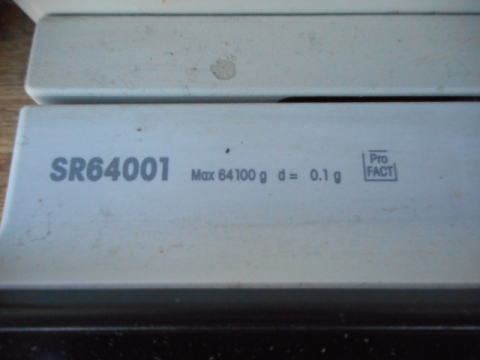 SR64001 Max 64100 g d = 0.1 g Pro
FACT